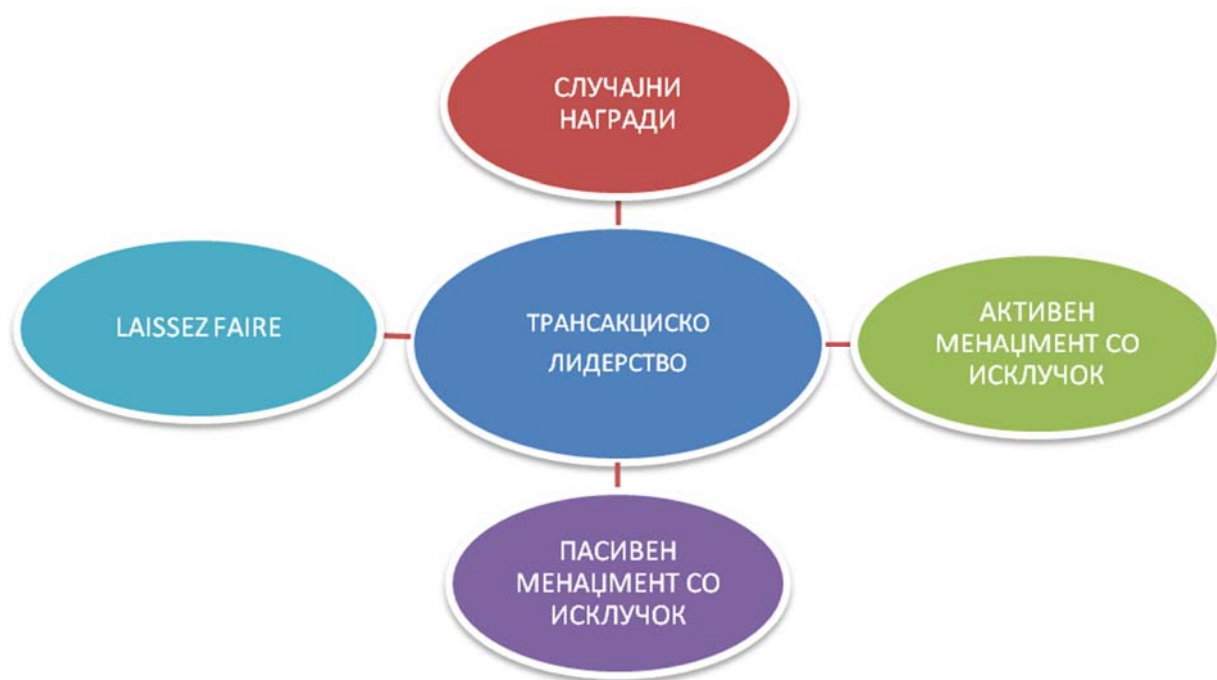 СЛУЧАЈНИ
НАГРАДИ
LAISSEZ FAIRE
ТРАНСАКЦИСКО
ЛИДЕРСТВО
АКТИВЕН
МЕНАЏМЕНТ СО
ИСКЛУЧОК
ПАСИВЕН
МЕНАЏМЕНТ СО
ИСКЛУЧОК